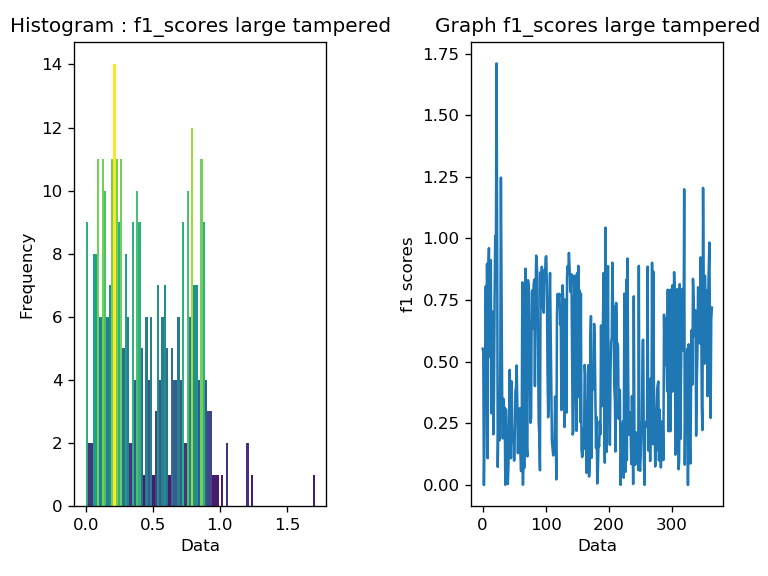 Histogram : f1_scores large tampered
Graph f1_scores large tampered
Frequency
14
12
10
8
6
4
2
0
0.0 0.5 1.0 1.5
Data
f1 scores
1.75
1.50
1.25
1.00
0.75
0.50
0.25
0.00
0 100 200 300
Data